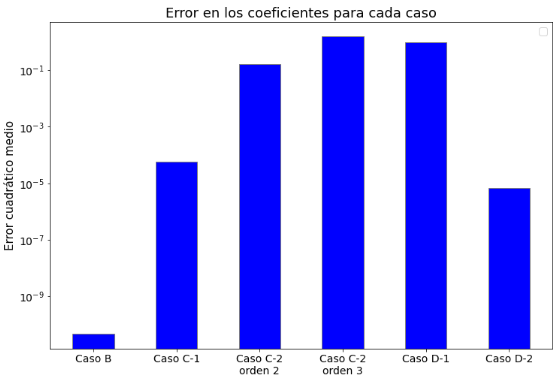 Error en los coeficientes para cada caso
Error cuadrático medio
10⁻¹
10⁻³
10⁻⁵
10⁻⁷
10⁻⁹
Caso B
Caso C-1
Caso C-2
orden 2
Caso C-2
orden 3
Caso D-1
Caso D-2